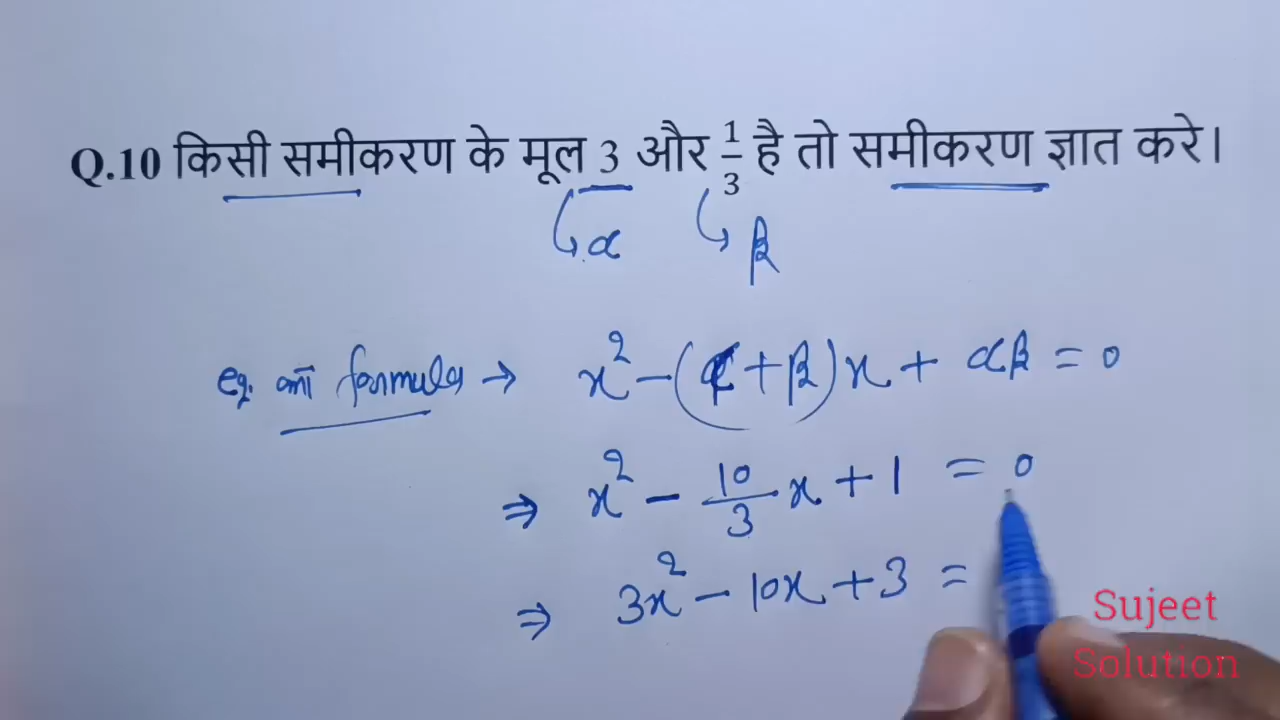 Q.10 किसी समीकरण के मूल 3 और 1/3 है तो समीकरण ज्ञात करे।
α β
eq. का formula → x² - (α + β)x + αβ = 0
⇒ x² - 10/3 x + 1 = 0
⇒ 3x² - 10x + 3 =
Sujeet
Solution